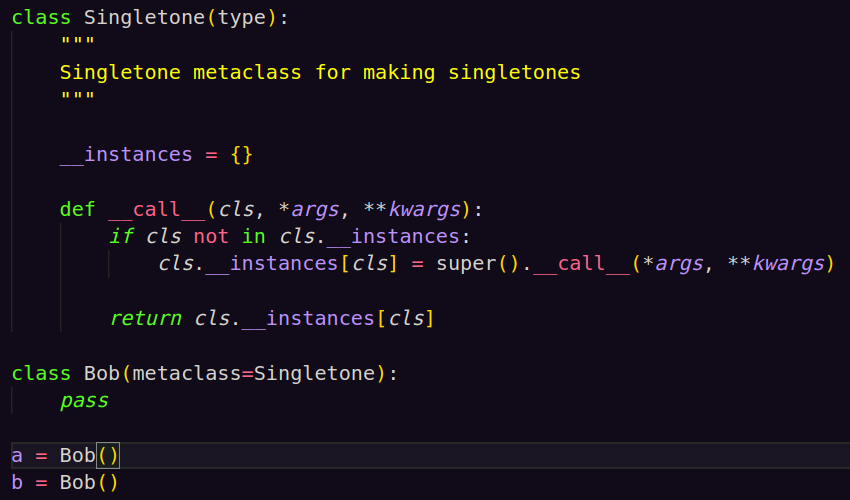 class Singletone(type):
    """
    Singletone metaclass for making singletones
    """

    __instances = {}

    def __call__(cls, *args, **kwargs):
        if cls not in cls.__instances:
            cls.__instances[cls] = super().__call__(*args, **kwargs)

        return cls.__instances[cls]

class Bob(metaclass=Singletone):
    pass

a = Bob()
b = Bob()